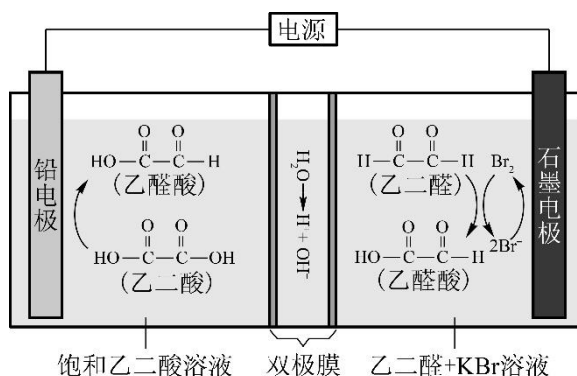 电源
铅电极
O O
HO—C—C—H
(乙醛酸)
O O
HO—C—C—OH
(乙二酸)
H₂O→H⁺+OH⁻
O O
H—C—C—H
(乙二醛)
Br₂
2Br⁻
O O
HO—C—C—H
(乙醛酸)
石墨电极
饱和乙二酸溶液
双极膜
乙二醛+KBr溶液